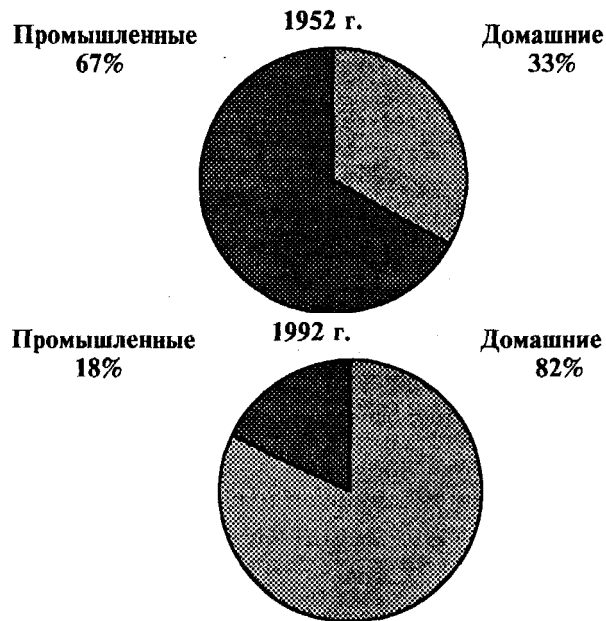 1952 г.
Промышленные
67%
Домашние
33%
1992 г.
Промышленные
18%
Домашние
82%